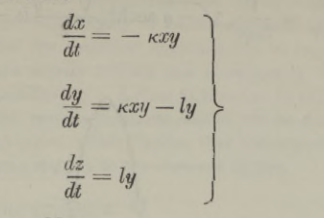 dx/dt = − κxy
dy/dt = κxy − ly
dz/dt = ly